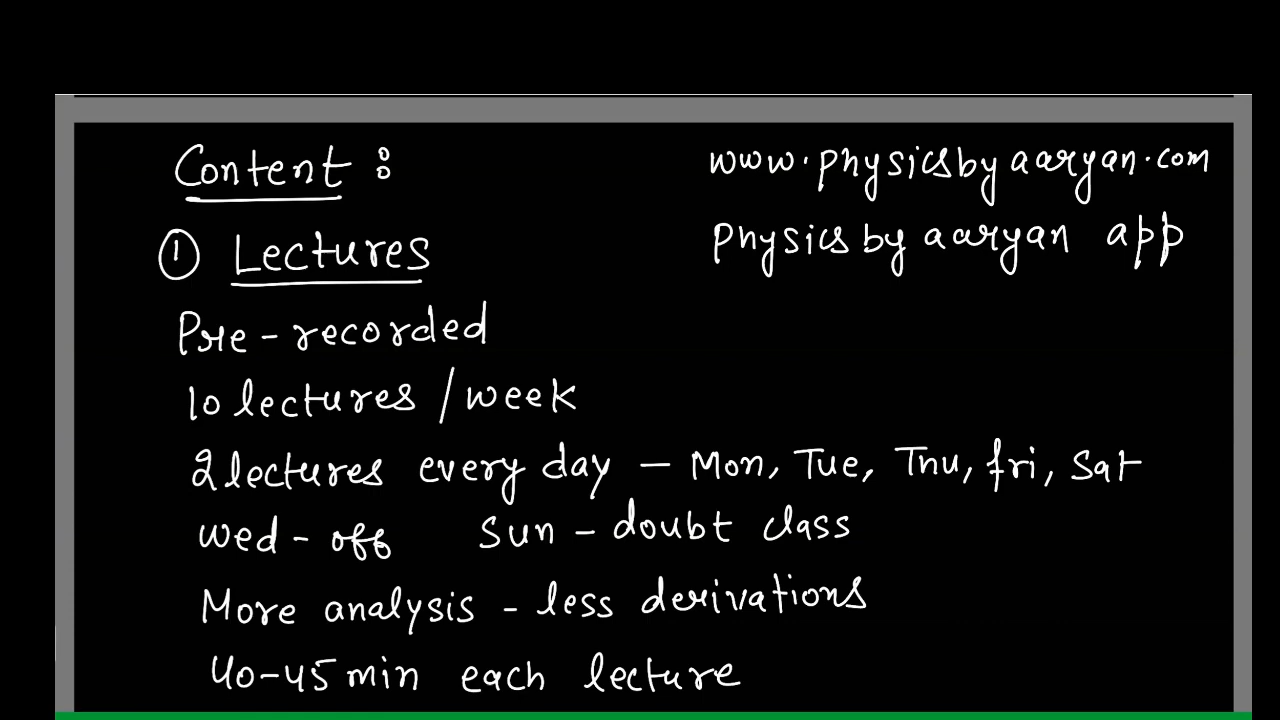 Content :
www.physicsbyaaryan.com
① Lectures
Physics by aaryan app
Pre-recorded
10 lectures / week
2 lectures every day - Mon, Tue, Thu, fri, Sat
Wed - off Sun - doubt class
More analysis - less derivations
40-45 min each lecture